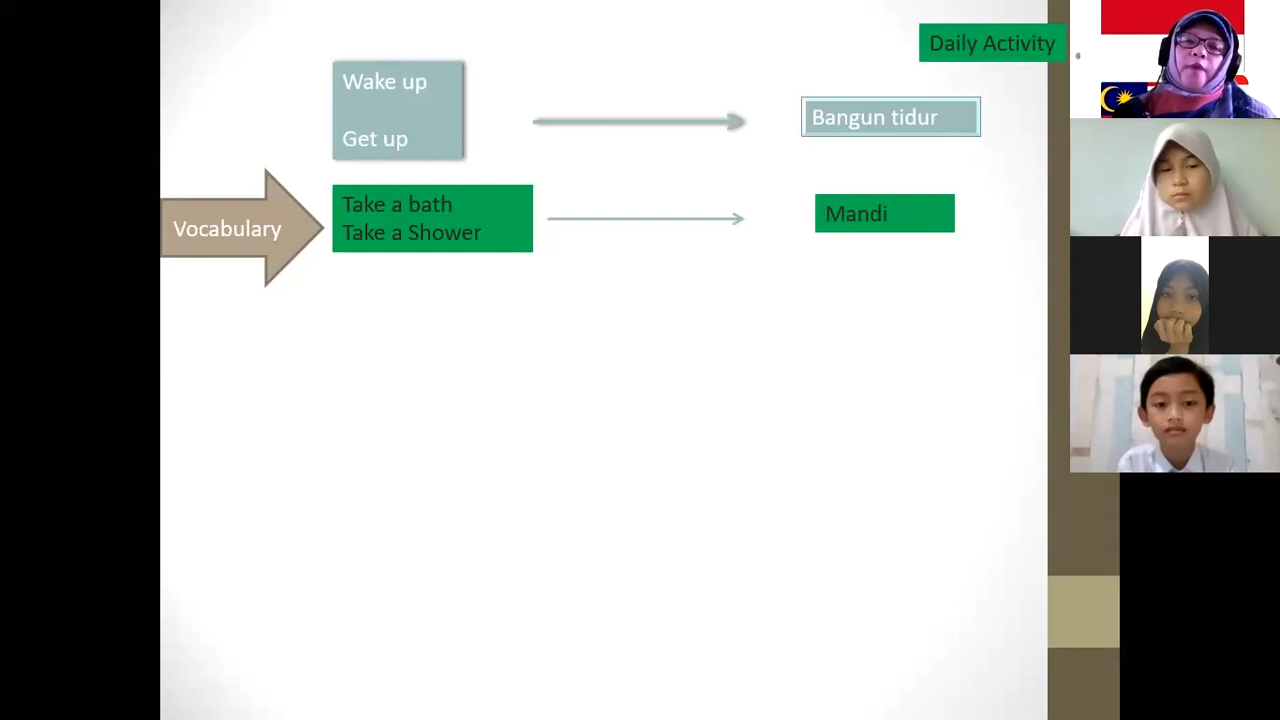 Daily Activity
Wake up
Get up
Bangun tidur
Vocabulary
Take a bath
Take a Shower
Mandi